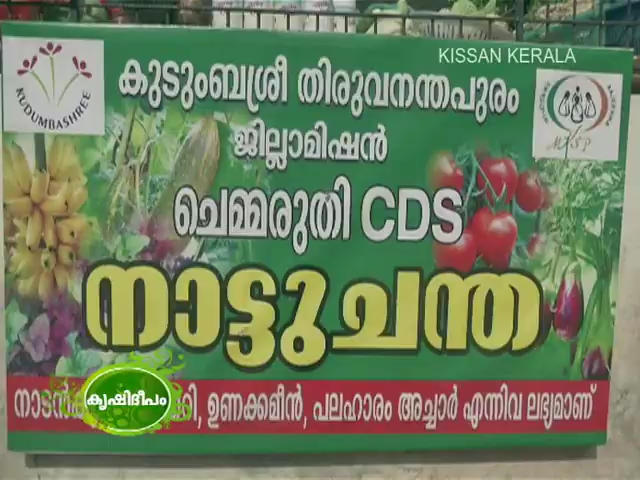 KISSAN KERALA
KUDUMBASHREE
കുടുംബശ്രീ തിരുവനന്തപുരം
ജില്ലാമിഷൻ
ചെമ്മരുതി CDS
നാട്ടുചന്ത
കൃഷിദീപം
ഉണക്കമീൻ, പലഹാരം അച്ചാർ എന്നിവ ലഭ്യമാണ്